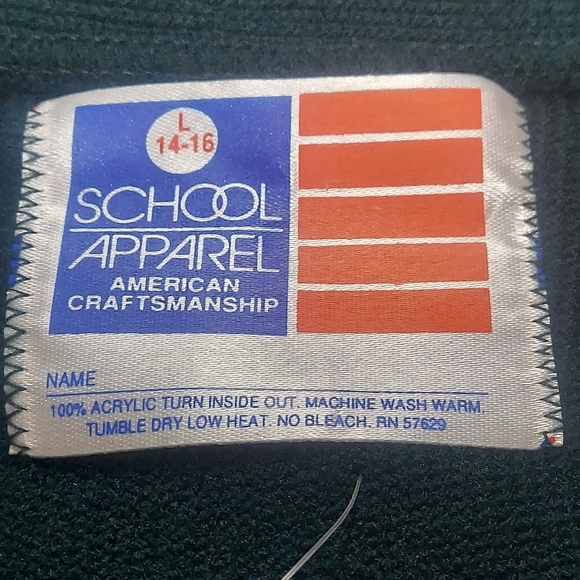 L
14-16
SCHOOL
APPAREL
AMERICAN
CRAFTSMANSHIP
NAME
100% ACRYLIC TURN INSIDE OUT. MACHINE WASH WARM.
TUMBLE DRY LOW HEAT. NO BLEACH. RN 57629